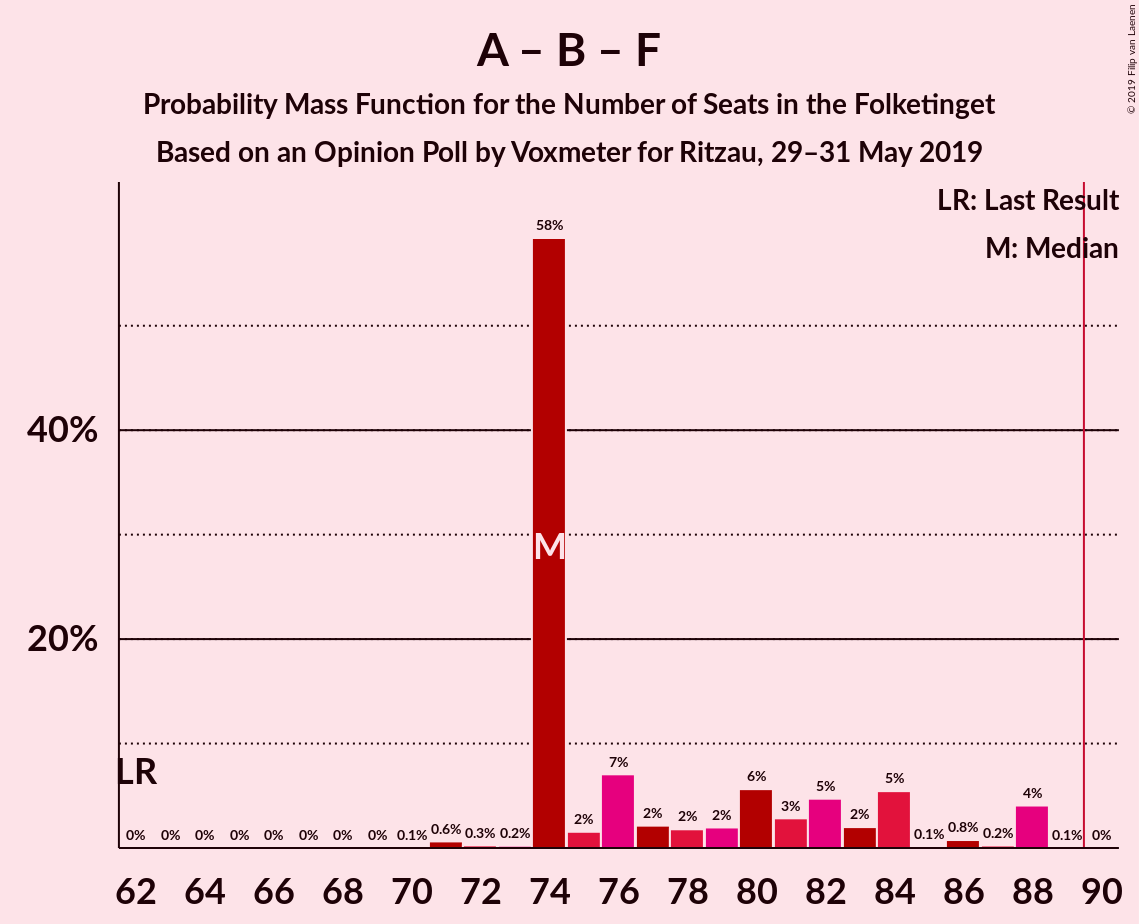 A – B – F
Probability Mass Function for the Number of Seats in the Folketinget
Based on an Opinion Poll by Voxmeter for Ritzau, 29–31 May 2019
© 2019 Filip van Laenen
LR: Last Result
M: Median
40%
20%
LR
M
0% 0% 0% 0% 0% 0% 0% 0% 0.1% 0.6% 0.3% 0.2% 58% 2% 7% 2% 2% 2% 6% 3% 5% 2% 5% 0.1% 0.8% 0.2% 4% 0.1% 0%
62 64 66 68 70 72 74 76 78 80 82 84 86 88 90